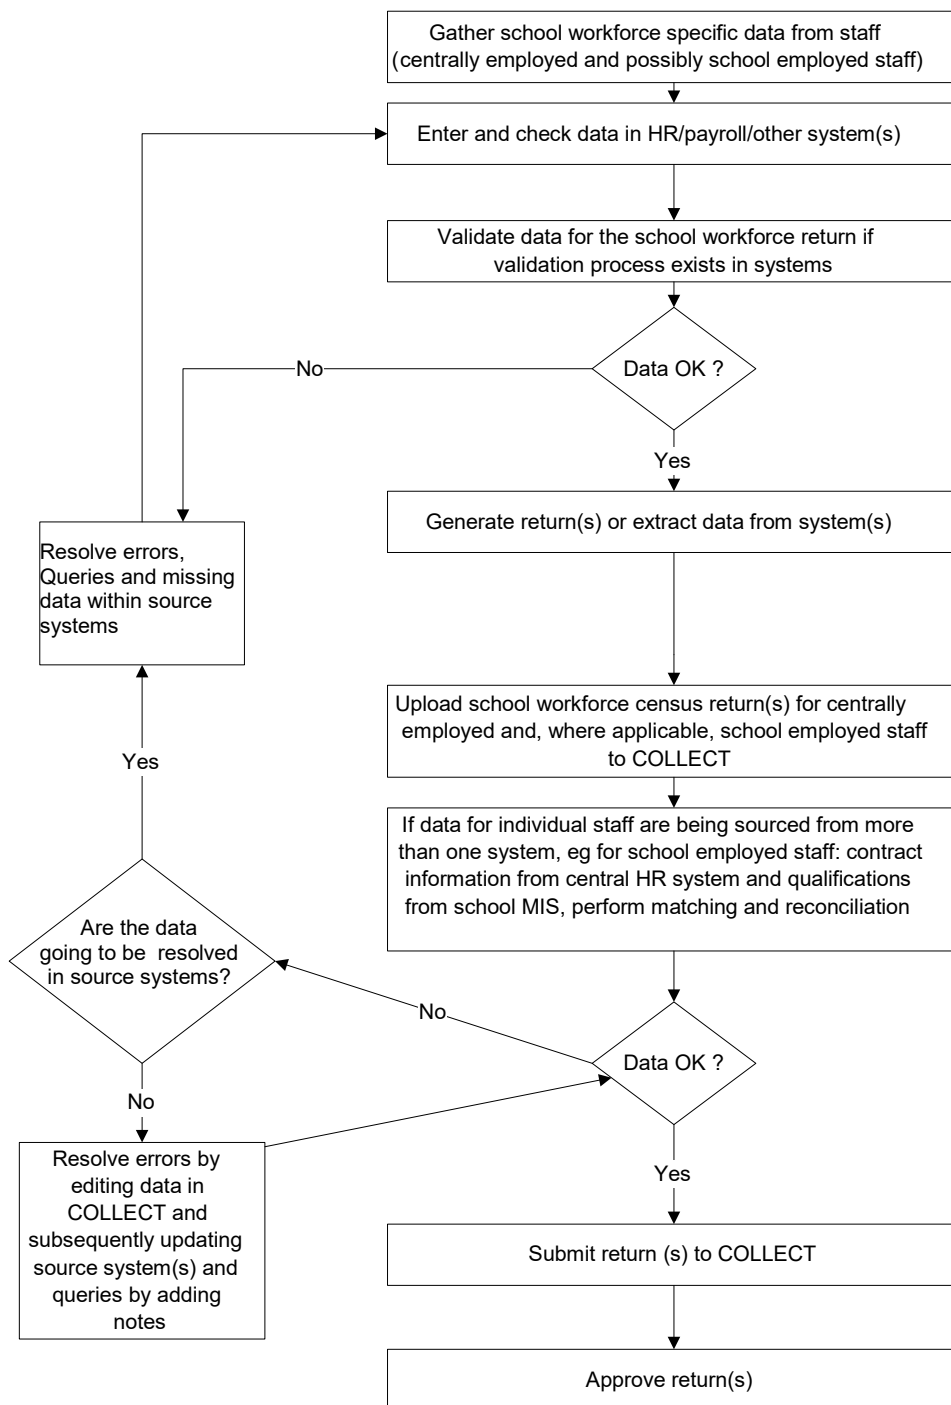 Gather school workforce specific data from staff
(centrally employed and possibly school employed staff)
Enter and check data in HR/payroll/other system(s)
Validate data for the school workforce return if
validation process exists in systems
Data OK ?
No
Yes
Generate return(s) or extract data from system(s)
Resolve errors,
Queries and missing
data within source
systems
Upload school workforce census return(s) for centrally
employed and, where applicable, school employed staff
to COLLECT
Yes
If data for individual staff are being sourced from more
than one system, eg for school employed staff: contract
information from central HR system and qualifications
from school MIS, perform matching and reconciliation
Are the data
going to be resolved
in source systems?
No
Data OK ?
No
Resolve errors by
editing data in
COLLECT and
subsequently updating
source system(s) and
queries by adding
notes
Yes
Submit return (s) to COLLECT
Approve return(s)